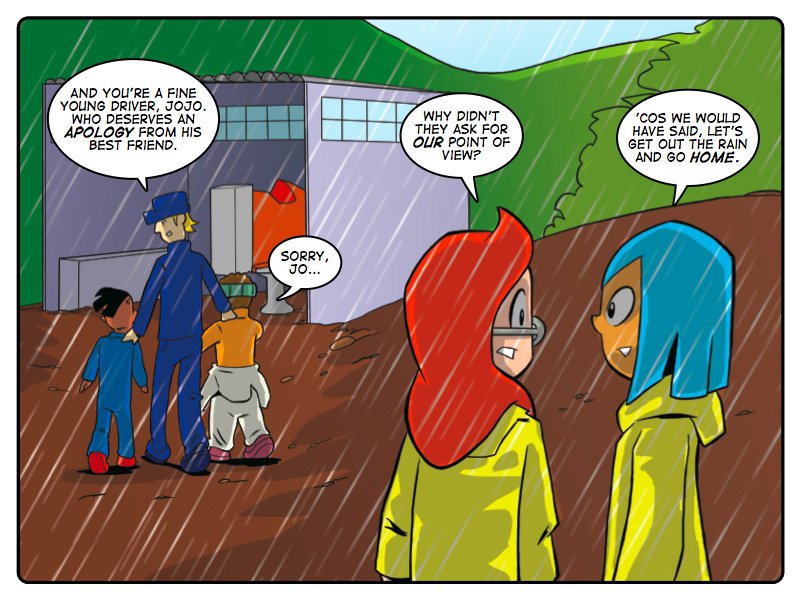 AND YOU'RE A FINE
YOUNG DRIVER, JOJO.
WHO DESERVES AN
APOLOGY FROM HIS
BEST FRIEND.
SORRY,
JO...
WHY DIDN'T
THEY ASK FOR
OUR POINT OF
VIEW?
'COS WE WOULD
HAVE SAID, LET'S
GET OUT THE RAIN
AND GO HOME.